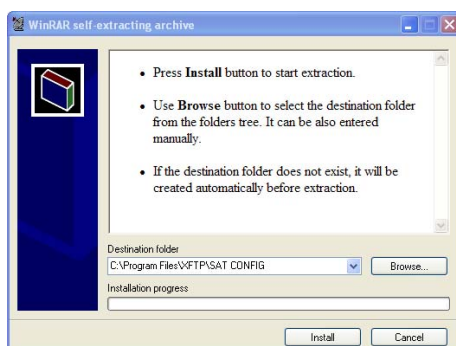 WinRAR self-extracting archive
• Press Install button to start extraction.
• Use Browse button to select the destination folder
from the folders tree. It can be also entered
manually.
• If the destination folder does not exist, it will be
created automatically before extraction.
Destination folder
C:\Program Files\XFTP\SAT CONFIG
Browse...
Installation progress
Install
Cancel